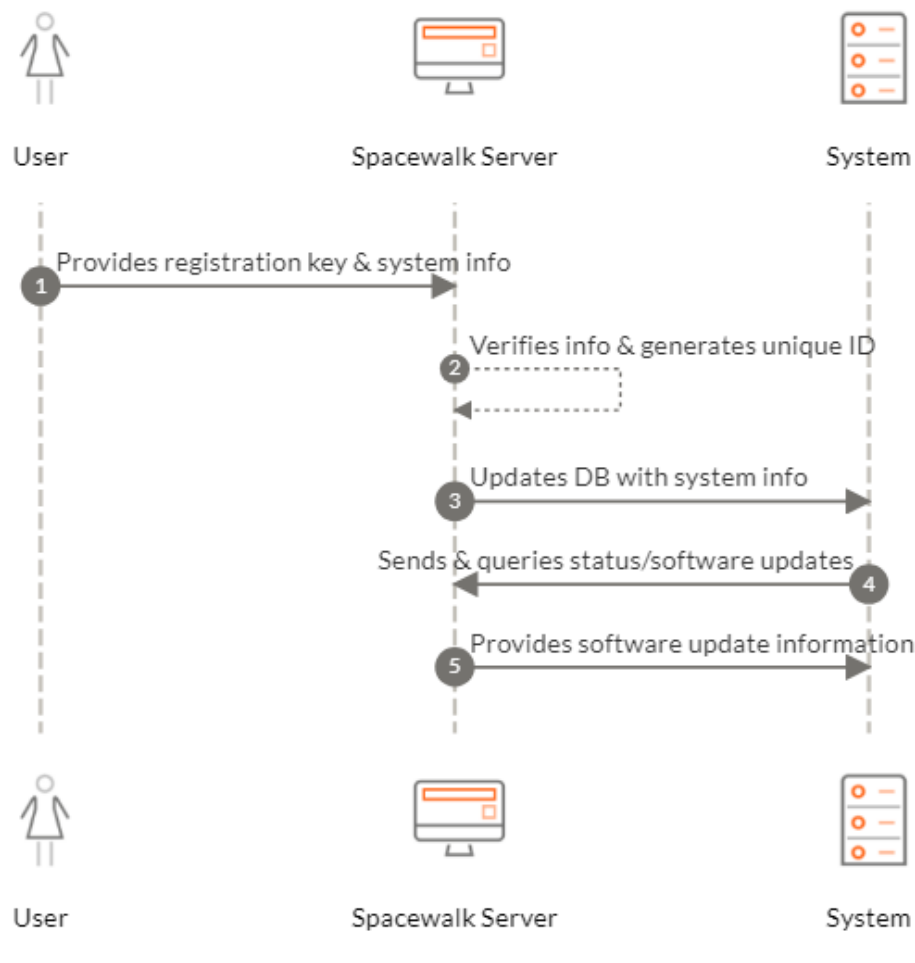 User
Spacewalk Server
System
Provides registration key & system info
1
Verifies info & generates unique ID
2
Updates DB with system info
3
Sends & queries status/software updates
4
Provides software update information
5
User
Spacewalk Server
System